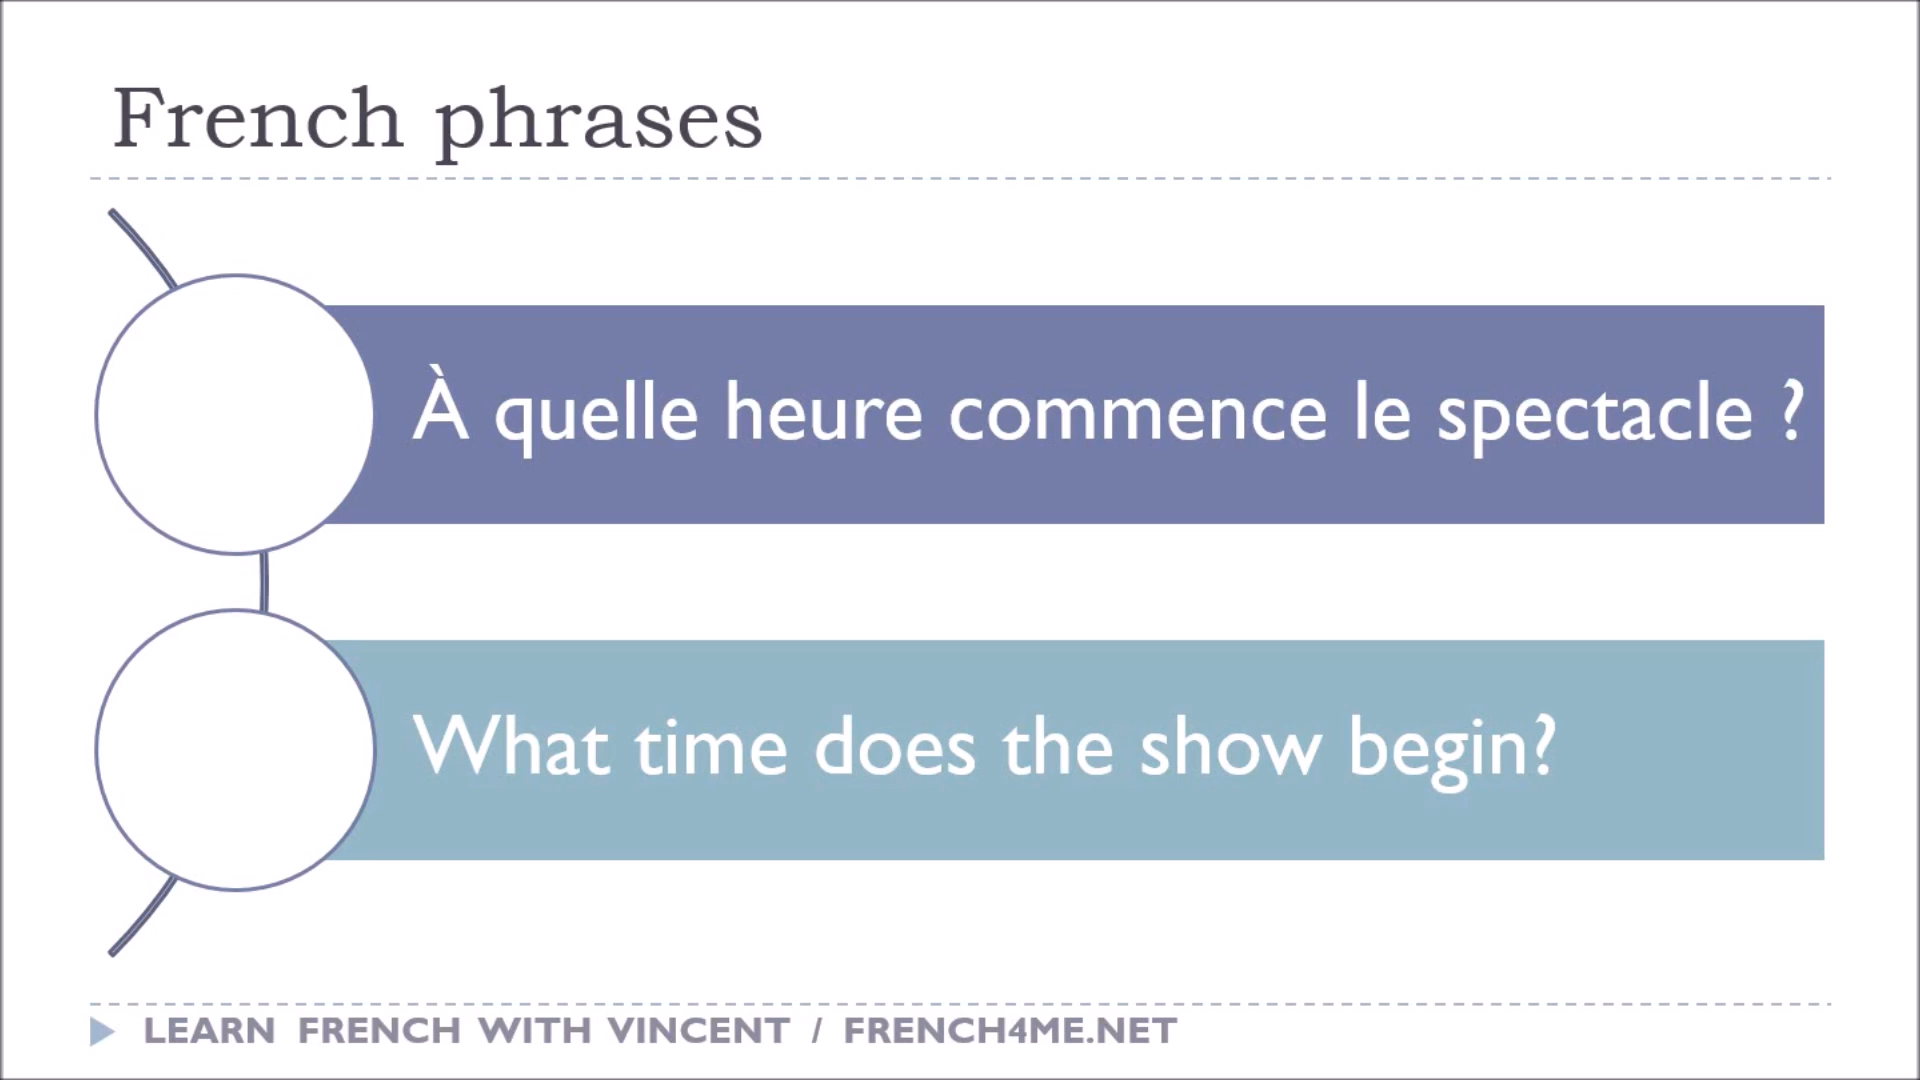 French phrases
À quelle heure commence le spectacle ?
What time does the show begin?
LEARN FRENCH WITH VINCENT / FRENCH4ME.NET